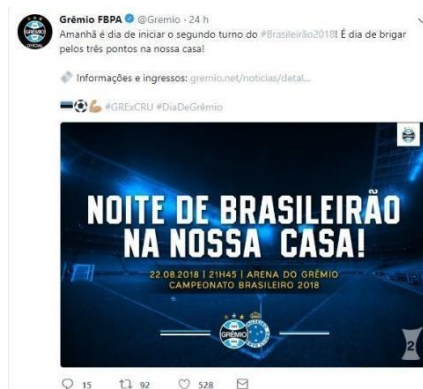 Grêmio FBPA @Gremio · 24 h
Amanhã é dia de iniciar o segundo turno do #Brasileirão2018! É dia de brigar
pelos três pontos na nossa casa!
Informações e ingressos: gremio.net/noticias/detal...
#GRExCRU #DiaDeGrêmio
NOITE DE BRASILEIRÃO
NA NOSSA CASA!
22.08.2018 | 21H45 | ARENA DO GRÊMIO
CAMPEONATO BRASILEIRO 2018
2
15 92 528